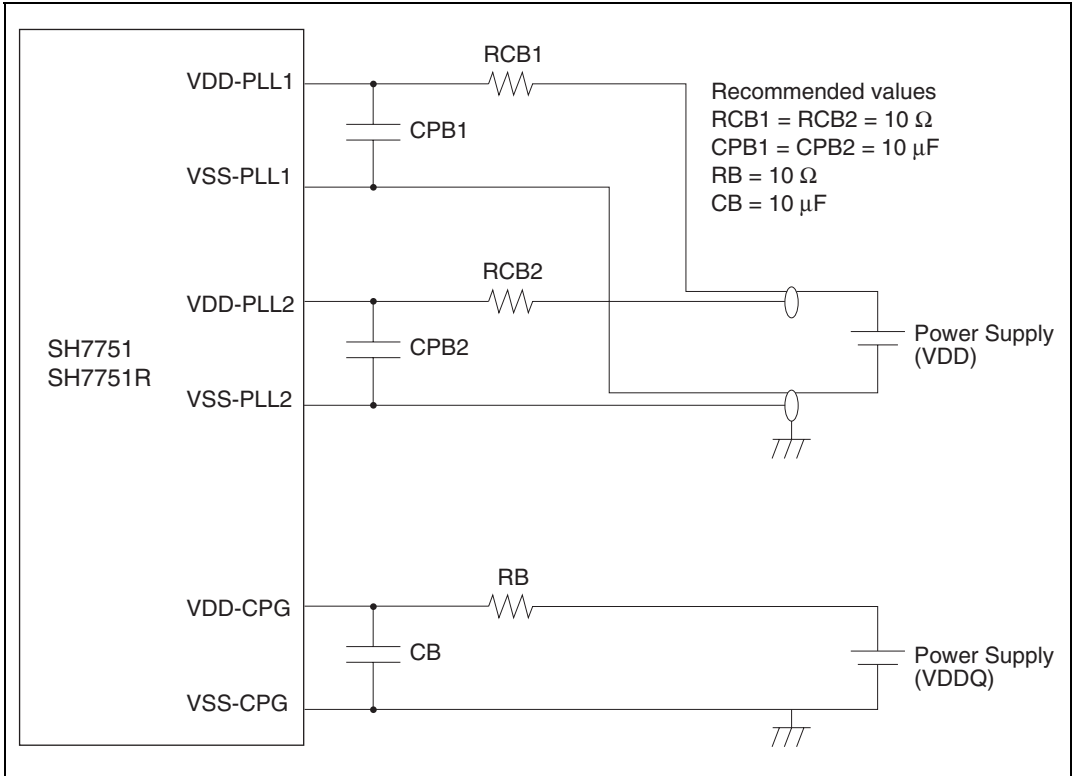 RCB1
VDD-PLL1
CPB1
VSS-PLL1
Recommended values
RCB1 = RCB2 = 10 Ω
CPB1 = CPB2 = 10 μF
RB = 10 Ω
CB = 10 μF
RCB2
VDD-PLL2
CPB2
VSS-PLL2
SH7751
SH7751R
Power Supply
(VDD)
RB
VDD-CPG
CB
VSS-CPG
Power Supply
(VDDQ)